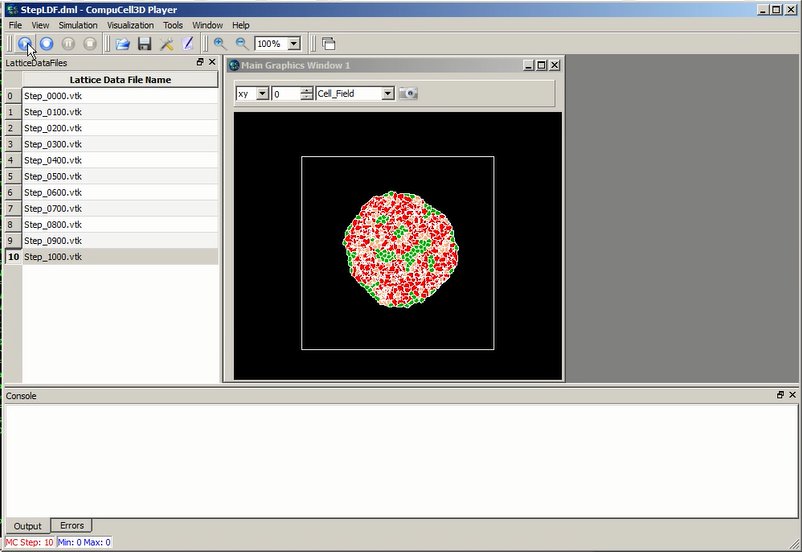 StepLDF.dml - CompuCell3D Player
File View Simulation Visualization Tools Window Help
100%
LatticeDataFiles
Lattice Data File Name
0 Step_0000.vtk
1 Step_0100.vtk
2 Step_0200.vtk
3 Step_0300.vtk
4 Step_0400.vtk
5 Step_0500.vtk
6 Step_0600.vtk
7 Step_0700.vtk
8 Step_0800.vtk
9 Step_0900.vtk
10 Step_1000.vtk
Main Graphics Window 1
xy 0 Cell_Field
Console
Output Errors
MC Step: 10 Min: 0 Max: 0